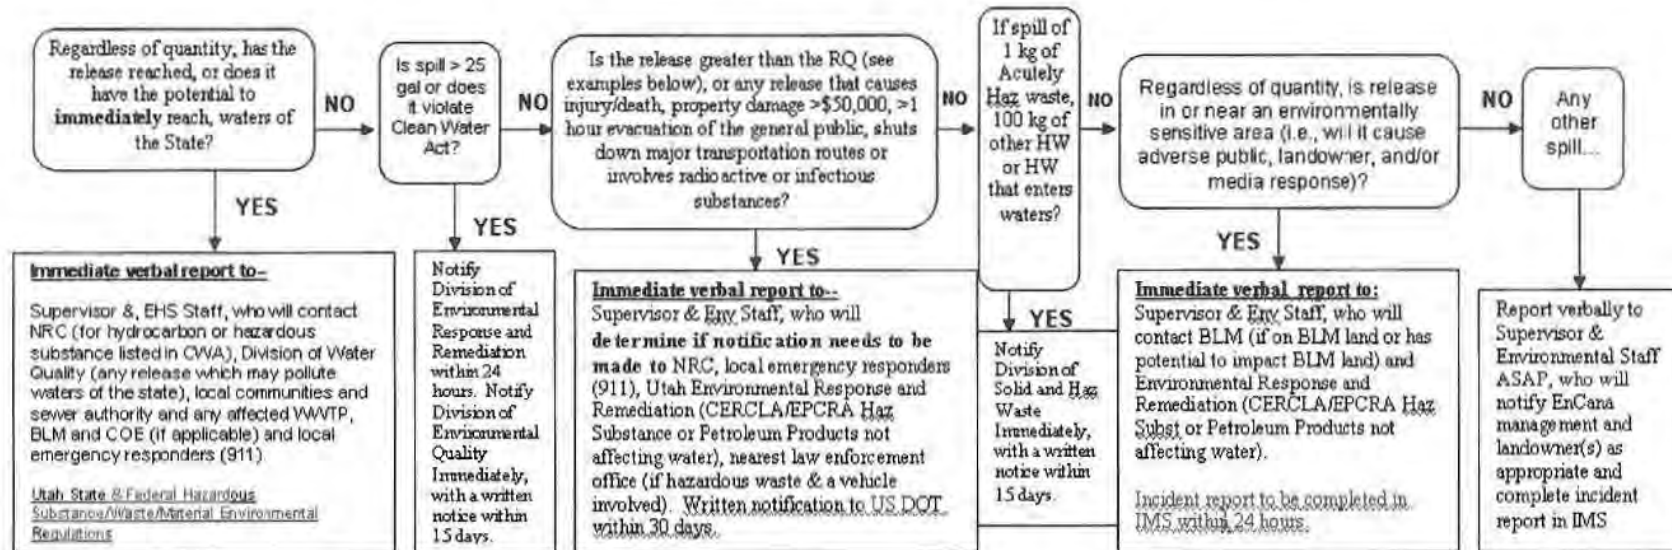 Regardless of quantity, has the
release reached, or does it
have the potential to
immediately reach, waters of
the State?
NO
Is spill > 25
gal or does
it violate
Clean Water
Act?
NO
Is the release greater than the RQ (see
examples below), or any release that causes
injury/death, property damage >$50,000, >1
hour evacuation of the general public, shuts
down major transportation routes or
involves radioactive or infectious
substances?
NO
If spill of
1 kg of
Acutely
Haz waste,
100 kg of
other HW
or HW
that enters
waters?
NO
Regardless of quantity, is release
in or near an environmentally
sensitive area (i.e., will it cause
adverse public, landowner, and/or
media response)?
NO
Any
other
spill...
YES
YES
YES
YES
YES
Immediate verbal report to--
Supervisor &, EHS Staff, who will contact
NRC (for hydrocarbon or hazardous
substance listed in CWA), Division of Water
Quality (any release which may pollute
waters of the state), local communities and
sewer authority and any affected WWTP,
BLM and COE (if applicable) and local
emergency responders (911)
Utah State & Federal Hazardous
Substance/Waste/Material Environmental
Regulations
Notify
Division of
Environmental
Response and
Remediation
within 24
hours. Notify
Division of
Environmental
Quality
Immediately,
with a written
notice within
15 days.
Immediate verbal report to--
Supervisor & Env Staff, who will
determine if notification needs to be
made to NRC, local emergency responders
(911), Utah Environmental Response and
Remediation (CERCLA/EPCRA Haz
Substance or Petroleum Products not
affecting water), nearest law enforcement
office (if hazardous waste & a vehicle
involved). Written notification to US DOT
within 30 days.
Notify
Division of
Solid and Haz
Waste
Immediately,
with a written
notice within
15 days.
Immediate verbal report to:
Supervisor & Env Staff, who will
contact BLM (if on BLM land or has
potential to impact BLM land) and
Environmental Response and
Remediation (CERCLA/EPCRA Haz
Subst or Petroleum Products not
affecting water).
Incident report to be completed in
IMS within 24 hours.
Report verbally to
Supervisor &
Environmental Staff
ASAP, who will
notify EnCana
management and
landowner(s) as
appropriate and
complete incident
report in IMS